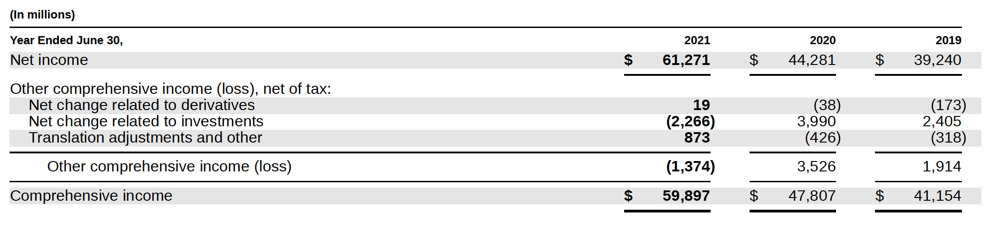 (In millions)
Year Ended June 30, 2021 2020 2019
Net income $ 61,271 $ 44,281 $ 39,240
Other comprehensive income (loss), net of tax:
Net change related to derivatives 19 (38) (173)
Net change related to investments (2,266) 3,990 2,405
Translation adjustments and other 873 (426) (318)
Other comprehensive income (loss) (1,374) 3,526 1,914
Comprehensive income $ 59,897 $ 47,807 $ 41,154